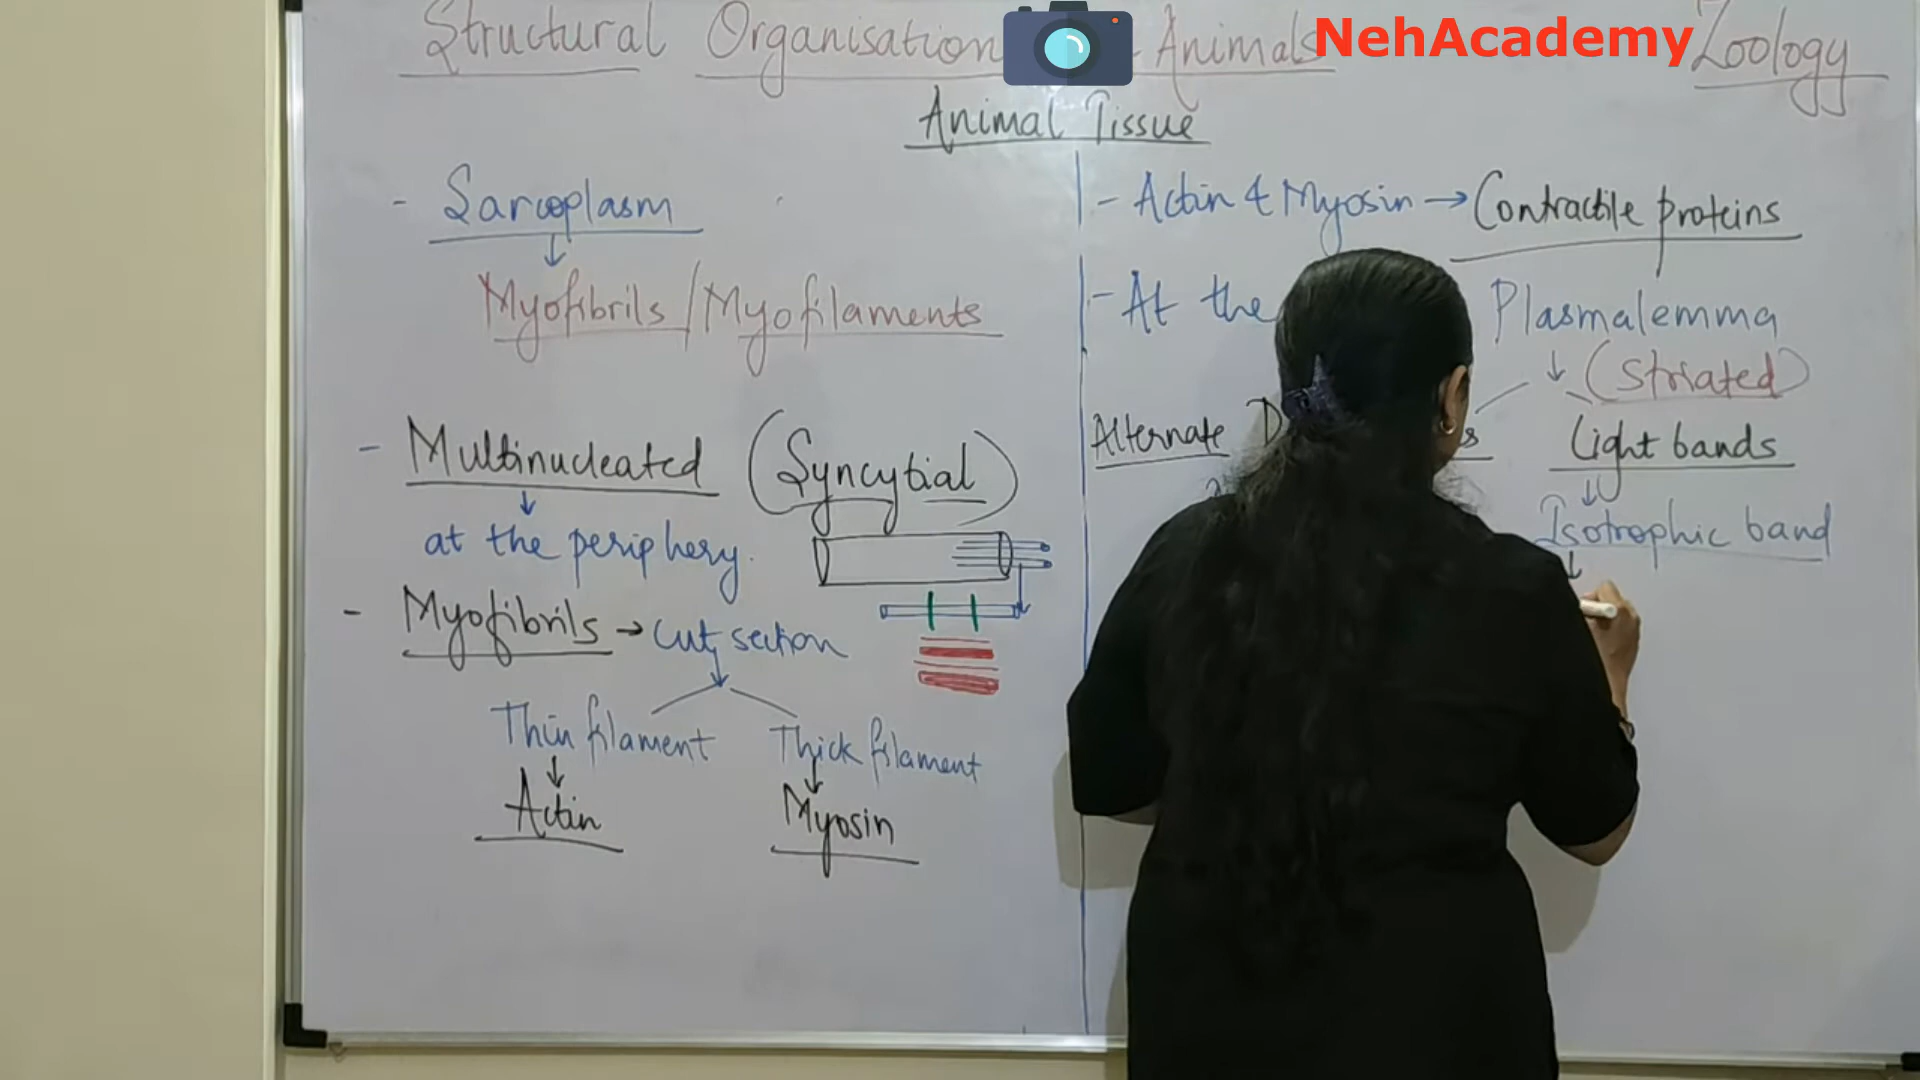 Structural Organisation Animals Zoology
NehAcademy
Animal Tissue
- Sarcoplasm
Myofibrils/Myofilaments
- Multinucleated (Syncytial)
at the periphery.
- Myofibrils → cut section
Thin filament Thick filament
Actin Myosin
- Actin & Myosin → Contractile proteins
- At the Plasmalemma
(Striated)
Alternate Light bands
Isotrophic band